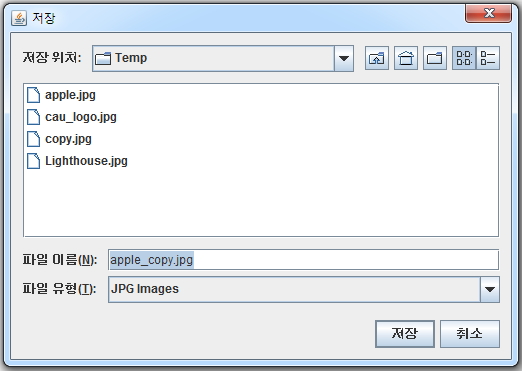 저장
저장 위치: Temp
apple.jpg
cau_logo.jpg
copy.jpg
Lighthouse.jpg
파일 이름(N): apple_copy.jpg
파일 유형(T): JPG Images
저장 취소